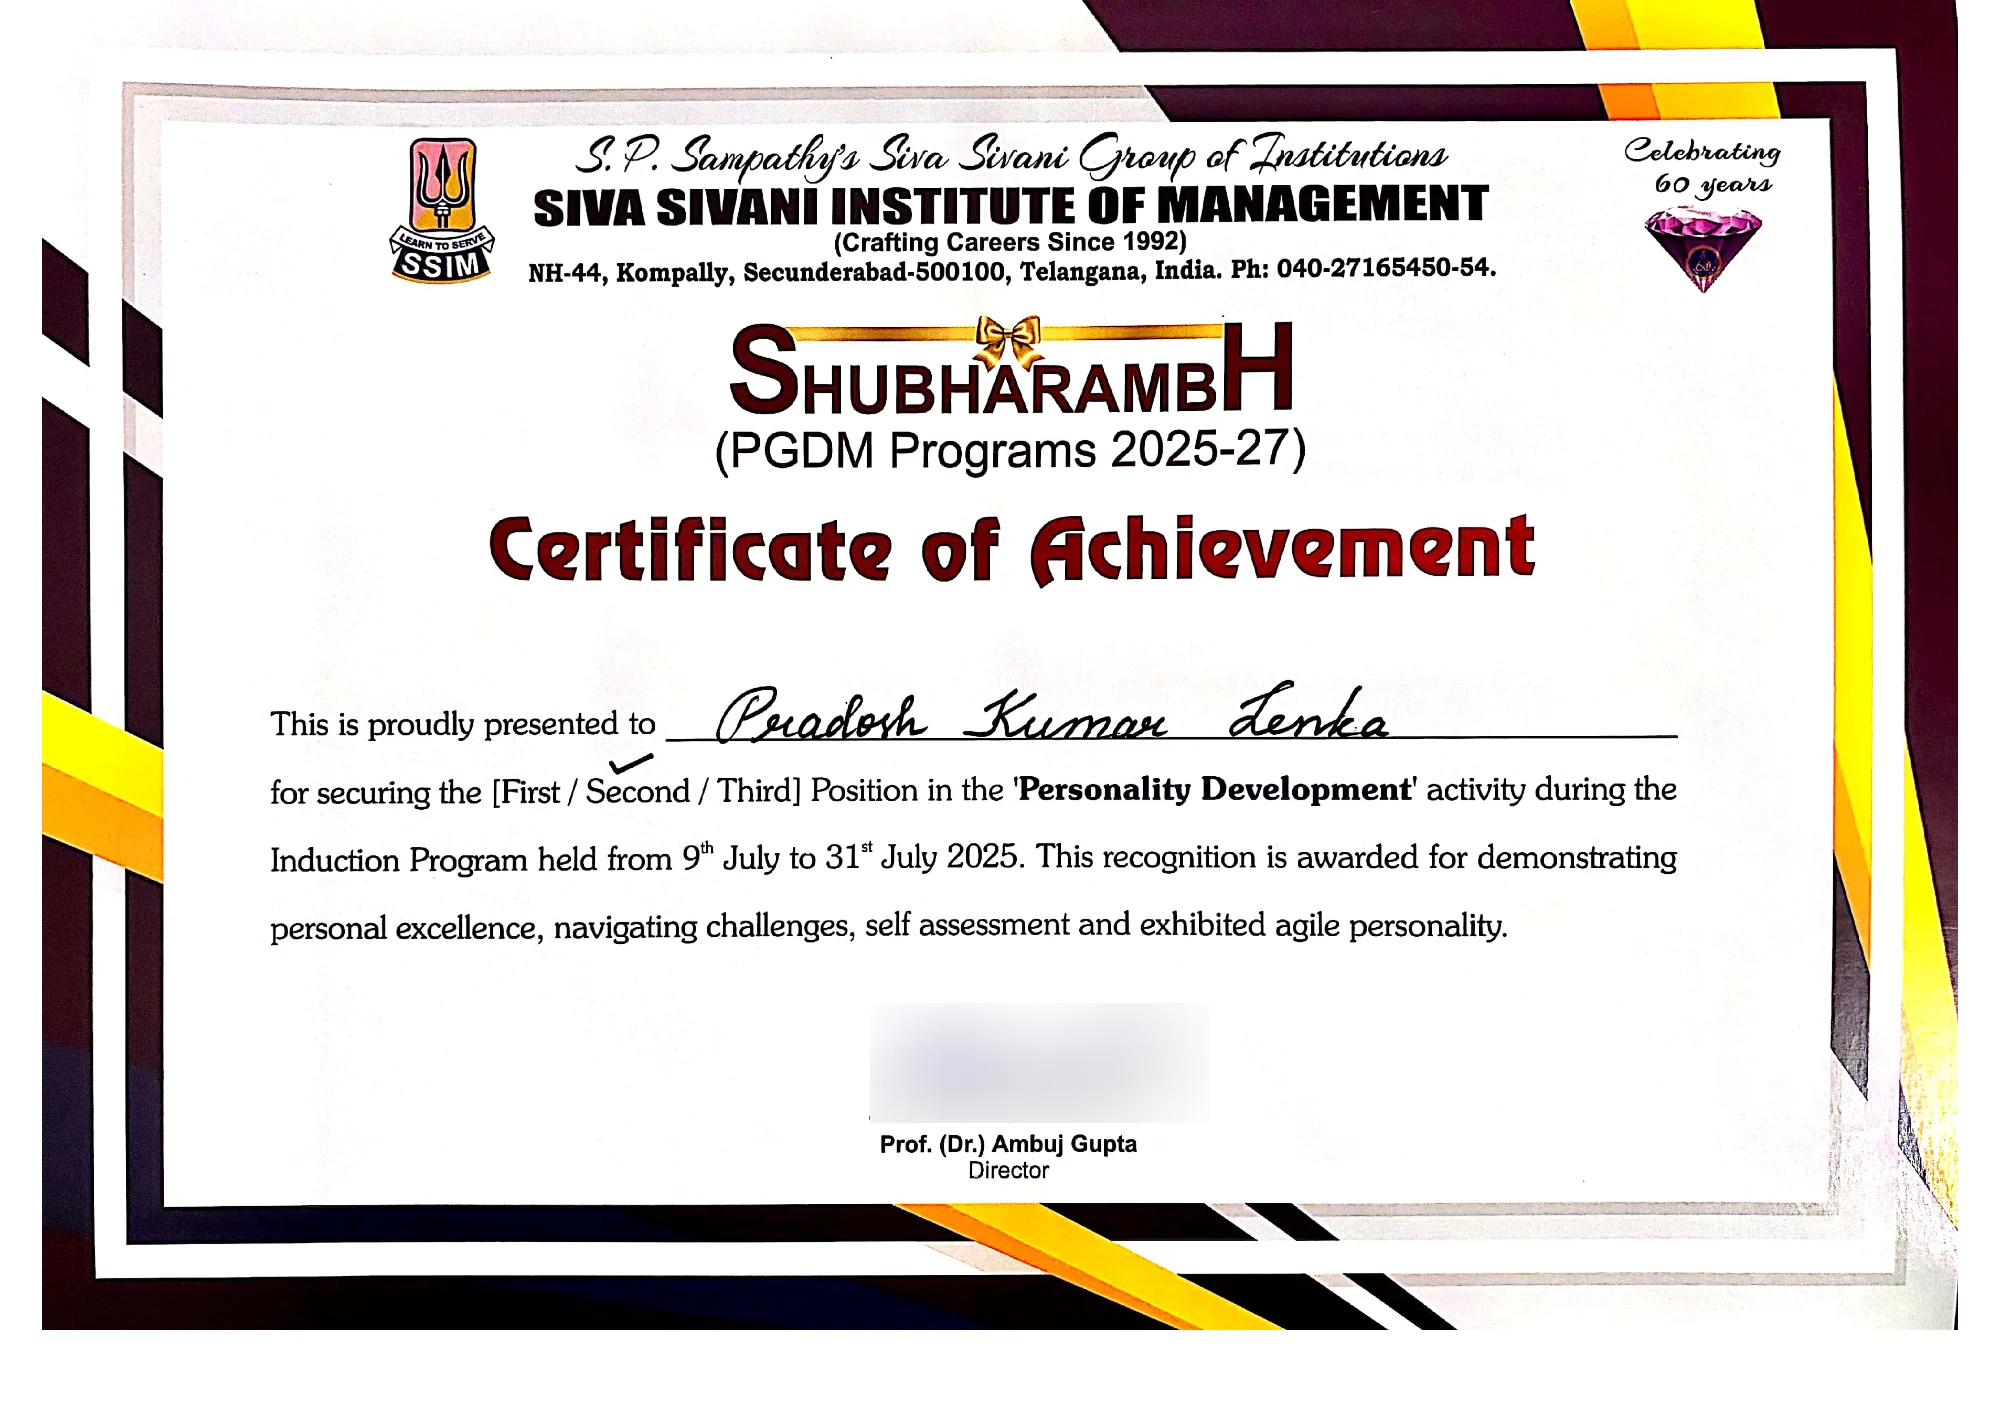 S. P. Sampathy's Siva Sivani Group of Institutions
SIVA SIVANI INSTITUTE OF MANAGEMENT
(Crafting Careers Since 1992)
NH-44, Kompally, Secunderabad-500100, Telangana, India. Ph: 040-27165450-54.
LEARN TO SERVE
SSIM
Celebrating
60 years
SHUBHARAMBH
(PGDM Programs 2025-27)
Certificate of Achievement
This is proudly presented to Pradosh Kumar Lenka
for securing the [First / Second / Third] Position in the 'Personality Development' activity during the
Induction Program held from 9th July to 31st July 2025. This recognition is awarded for demonstrating
personal excellence, navigating challenges, self assessment and exhibited agile personality.
Prof. (Dr.) Ambuj Gupta
Director